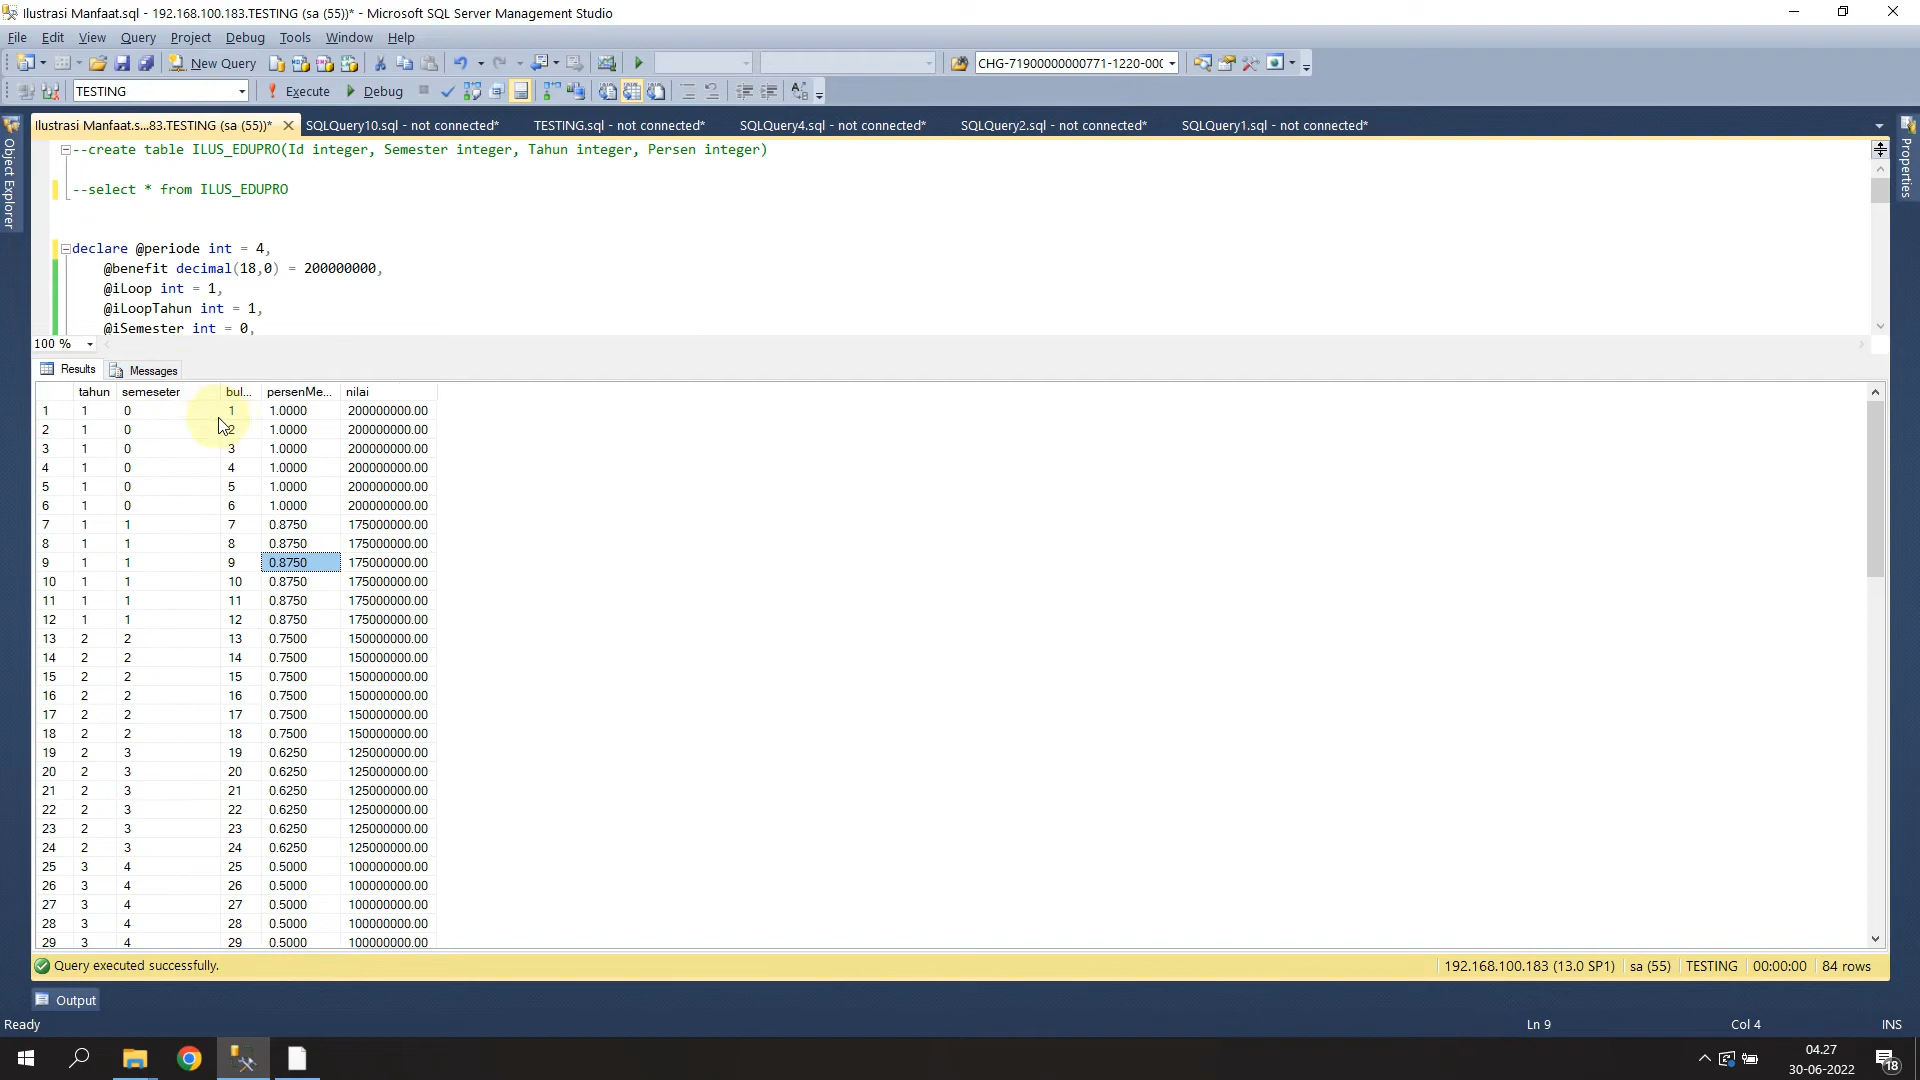 Ilustrasi Manfaat.sql - 192.168.100.183.TESTING (sa (55))* - Microsoft SQL Server Management Studio
File Edit View Query Project Debug Tools Window Help
New Query CHG-71900000000771-1220-00(
TESTING Execute Debug
Ilustrasi Manfaat.s...83.TESTING (sa (55))* SQLQuery10.sql - not connected* TESTING.sql - not connected* SQLQuery4.sql - not connected* SQLQuery2.sql - not connected* SQLQuery1.sql - not connected*
Object Explorer
Properties
--create table ILUS_EDUPRO(Id integer, Semester integer, Tahun integer, Persen integer)
--select * from ILUS_EDUPRO
declare @periode int = 4,
@benefit decimal(18,0) = 200000000,
@iLoop int = 1,
@iLoopTahun int = 1,
@iSemester int = 0,
100 %
Results Messages
tahun semeseter bul... persenMe... nilai
1 1 0 1 1.0000 200000000.00
2 1 0 2 1.0000 200000000.00
3 1 0 3 1.0000 200000000.00
4 1 0 4 1.0000 200000000.00
5 1 0 5 1.0000 200000000.00
6 1 0 6 1.0000 200000000.00
7 1 1 7 0.8750 175000000.00
8 1 1 8 0.8750 175000000.00
9 1 1 9 0.8750 175000000.00
10 1 1 10 0.8750 175000000.00
11 1 1 11 0.8750 175000000.00
12 1 1 12 0.8750 175000000.00
13 2 2 13 0.7500 150000000.00
14 2 2 14 0.7500 150000000.00
15 2 2 15 0.7500 150000000.00
16 2 2 16 0.7500 150000000.00
17 2 2 17 0.7500 150000000.00
18 2 2 18 0.7500 150000000.00
19 2 3 19 0.6250 125000000.00
20 2 3 20 0.6250 125000000.00
21 2 3 21 0.6250 125000000.00
22 2 3 22 0.6250 125000000.00
23 2 3 23 0.6250 125000000.00
24 2 3 24 0.6250 125000000.00
25 3 4 25 0.5000 100000000.00
26 3 4 26 0.5000 100000000.00
27 3 4 27 0.5000 100000000.00
28 3 4 28 0.5000 100000000.00
29 3 4 29 0.5000 100000000.00
Query executed successfully. 192.168.100.183 (13.0 SP1) sa (55) TESTING 00:00:00 84 rows
Output
Ready Ln 9 Col 4 INS
04.27
30-06-2022
18